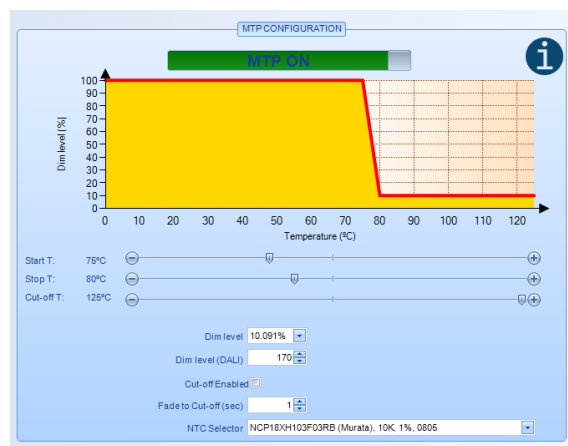 MTP CONFIGURATION
MTP ON
i
Dim level [%]
100
90
80
70
60
50
40
30
20
10
0
0 10 20 30 40 50 60 70 80 90 100 110 120
Temperature (ºC)
Start T: 75ºC
Stop T: 80ºC
Cut-off T: 125ºC
Dim level 10.091%
Dim level (DALI) 170
Cut-off Enabled
Fade to Cut-off (sec) 1
NTC Selector NCP18XH103F03RB (Murata), 10K, 1%, 0805